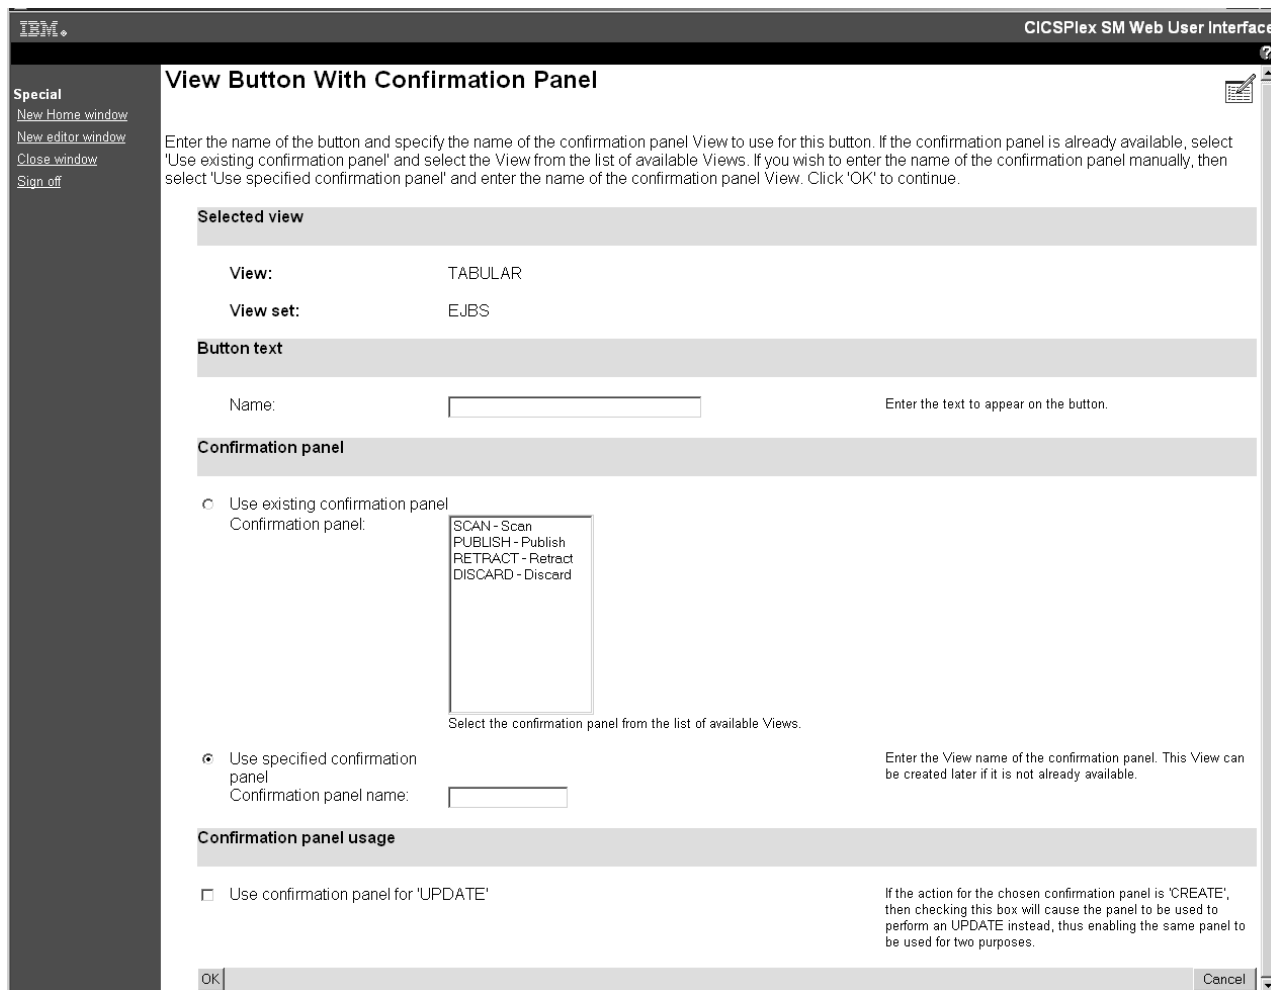 IBM.
CICSPlex SM Web User Interface
?
Special
New Home window
New editor window
Close window
Sign off
View Button With Confirmation Panel
Enter the name of the button and specify the name of the confirmation panel View to use for this button. If the confirmation panel is already available, select
'Use existing confirmation panel' and select the View from the list of available Views. If you wish to enter the name of the confirmation panel manually, then
select 'Use specified confirmation panel' and enter the name of the confirmation panel View. Click 'OK' to continue.
Selected view
View: TABULAR
View set: EJBS
Button text
Name: Enter the text to appear on the button.
Confirmation panel
Use existing confirmation panel
Confirmation panel:
SCAN - Scan
PUBLISH - Publish
RETRACT - Retract
DISCARD - Discard
Select the confirmation panel from the list of available Views.
Use specified confirmation
panel
Confirmation panel name:
Enter the View name of the confirmation panel. This View can
be created later if it is not already available.
Confirmation panel usage
Use confirmation panel for 'UPDATE'
If the action for the chosen confirmation panel is 'CREATE',
then checking this box will cause the panel to be used to
perform an UPDATE instead, thus enabling the same panel to
be used for two purposes.
OK
Cancel